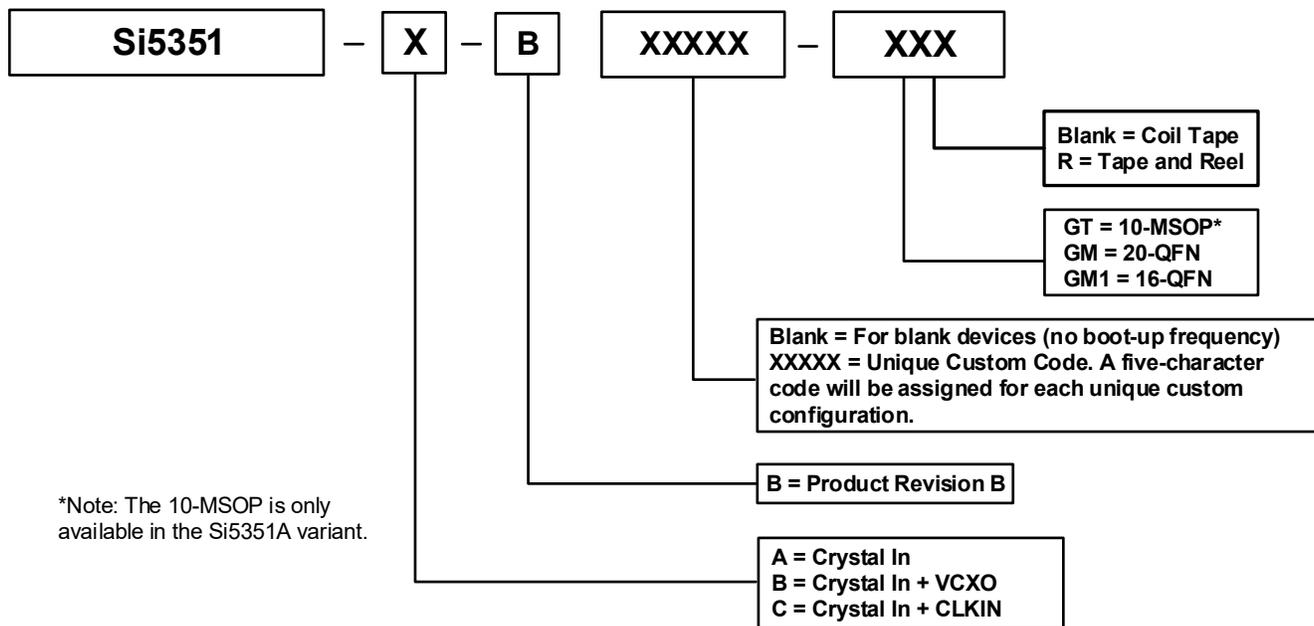 Si5351 – X – B XXXXX – XXX
Blank = Coil Tape
R = Tape and Reel
GT = 10-MSOP*
GM = 20-QFN
GM1 = 16-QFN
Blank = For blank devices (no boot-up frequency)
XXXXX = Unique Custom Code. A five-character
code will be assigned for each unique custom
configuration.
B = Product Revision B
*Note: The 10-MSOP is only
available in the Si5351A variant.
A = Crystal In
B = Crystal In + VCXO
C = Crystal In + CLKIN